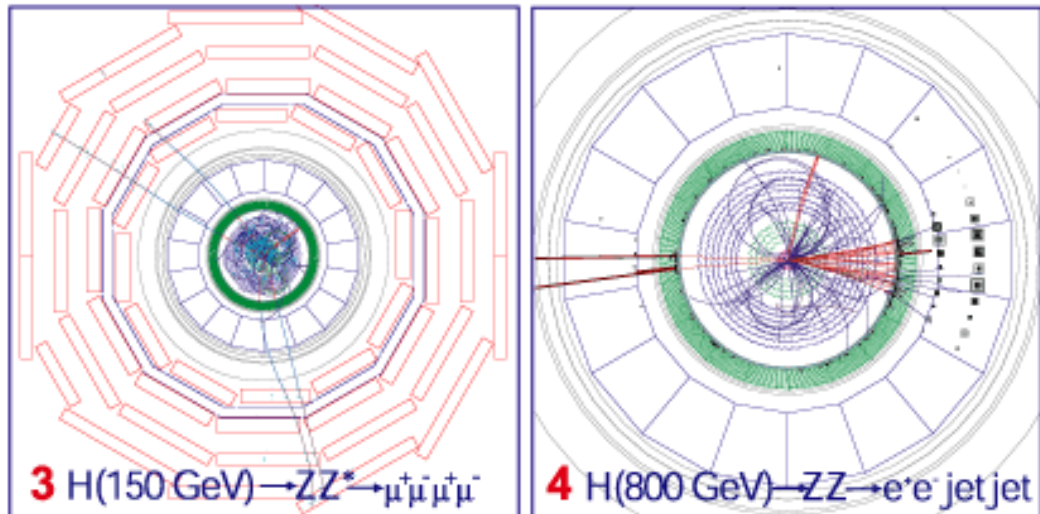 3 H(150 GeV)→ZZ*→μ⁺μ⁻μ⁺μ⁻
4 H(800 GeV)→ZZ→e⁺e⁻ jet jet